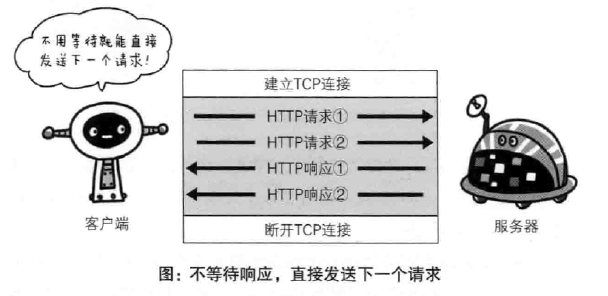 不用等待就能直接
发送下一个请求!
建立TCP连接
HTTP请求①
HTTP请求②
HTTP响应①
HTTP响应②
断开TCP连接
客户端
服务器
图：不等待响应，直接发送下一个请求